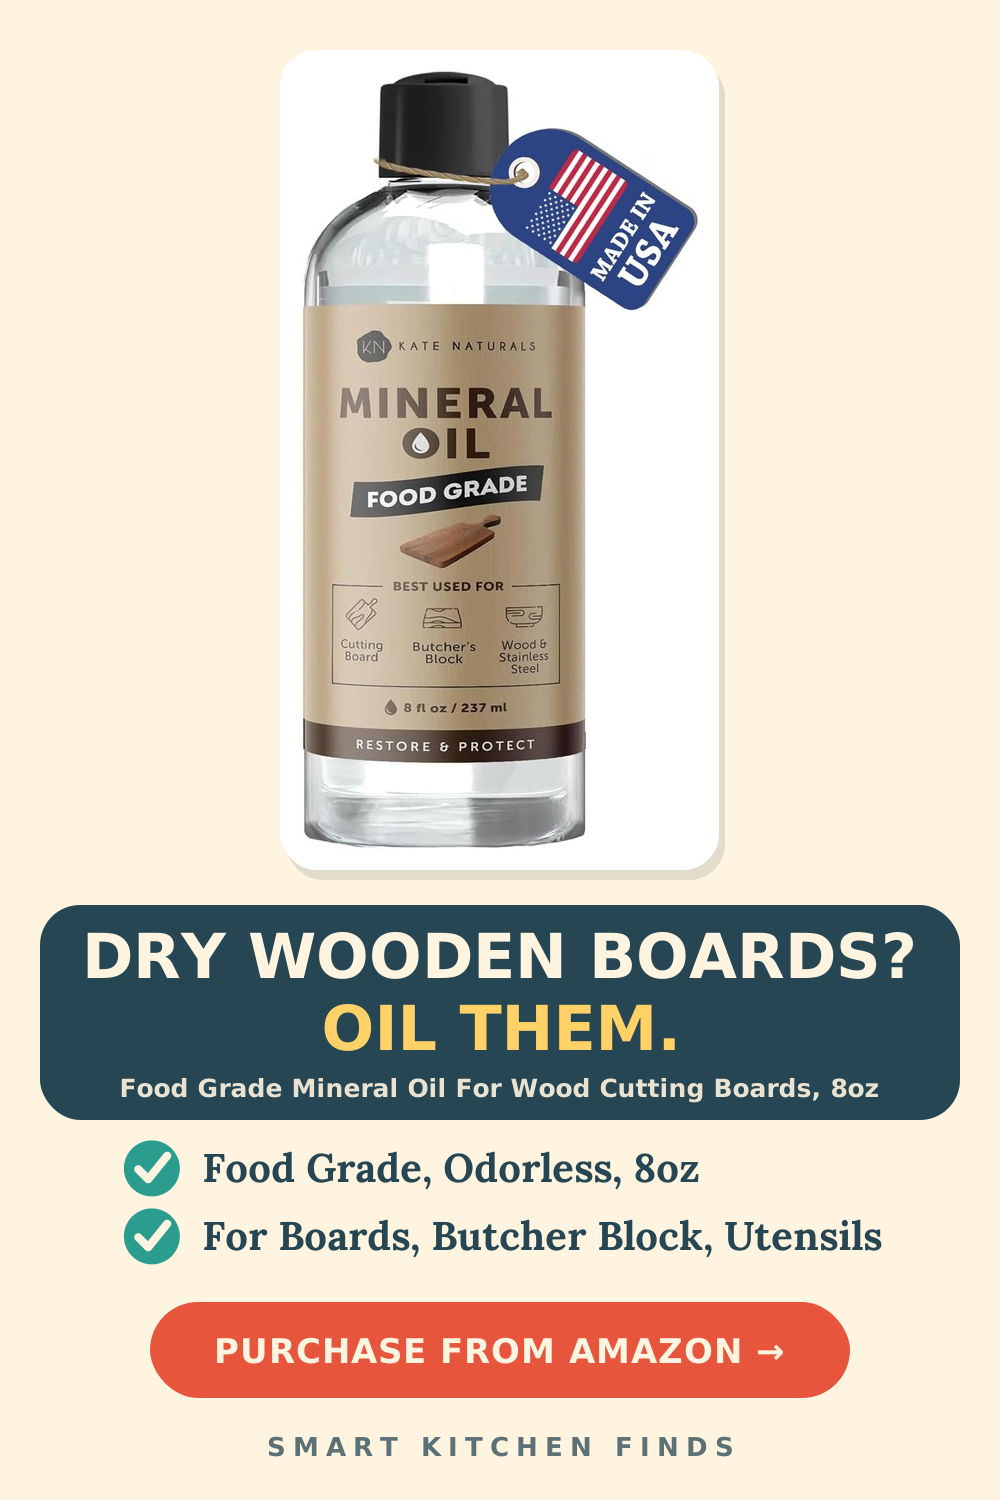 MADE IN
USA
KN KATE NATURALS
MINERAL
OIL
FOOD GRADE
BEST USED FOR
Cutting
Board
Butcher's
Block
Wood &
Stainless
Steel
8 fl oz / 237 ml
RESTORE & PROTECT
DRY WOODEN BOARDS?
OIL THEM.
Food Grade Mineral Oil For Wood Cutting Boards, 8oz
Food Grade, Odorless, 8oz
For Boards, Butcher Block, Utensils
PURCHASE FROM AMAZON →
SMART KITCHEN FINDS